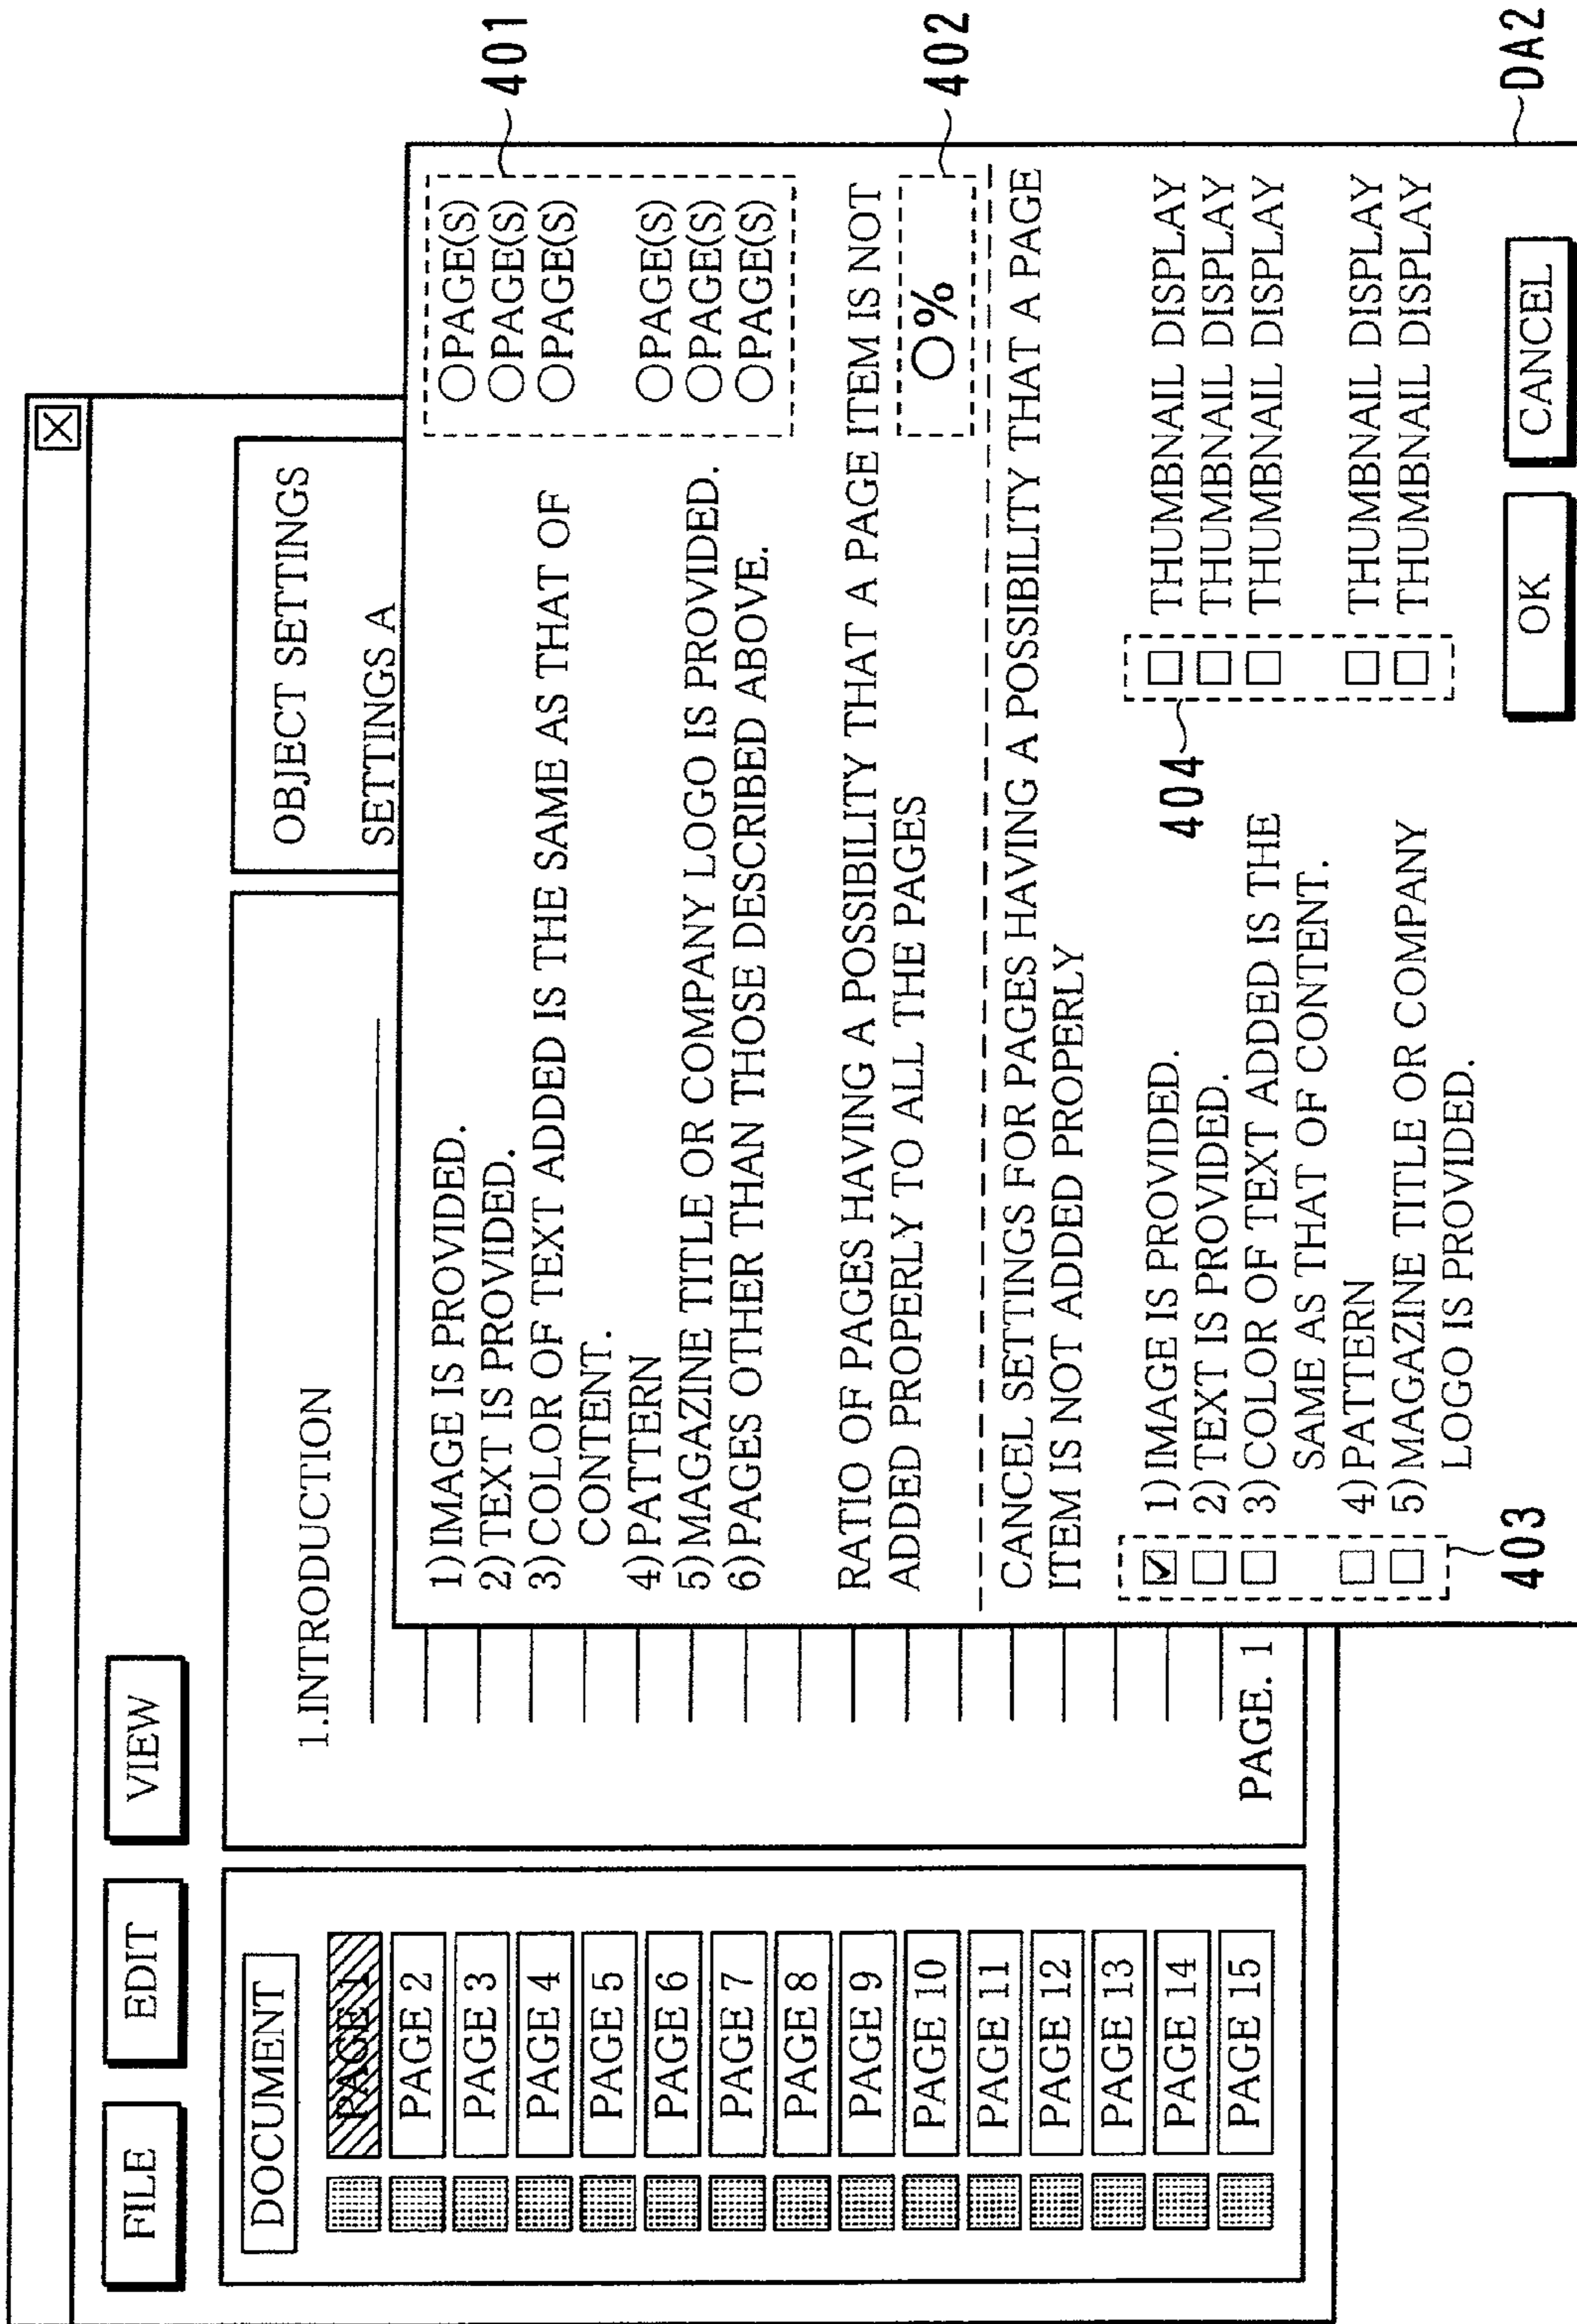 FILE
EDIT
VIEW
DOCUMENT
PAGE 1
PAGE 2
PAGE 3
PAGE 4
PAGE 5
PAGE 6
PAGE 7
PAGE 8
PAGE 9
PAGE 10
PAGE 11
PAGE 12
PAGE 13
PAGE 14
PAGE 15
1.INTRODUCTION
PAGE. 1
OBJECT SETTINGS
SETTINGS A
1)IMAGE IS PROVIDED. ○PAGE(S)
2)TEXT IS PROVIDED. ○PAGE(S)
3)COLOR OF TEXT ADDED IS THE SAME AS THAT OF ○PAGE(S)
CONTENT.
4)PATTERN ○PAGE(S)
5)MAGAZINE TITLE OR COMPANY LOGO IS PROVIDED. ○PAGE(S)
6)PAGES OTHER THAN THOSE DESCRIBED ABOVE. ○PAGE(S)
401
RATIO OF PAGES HAVING A POSSIBILITY THAT A PAGE ITEM IS NOT
ADDED PROPERLY TO ALL THE PAGES ○%
402
CANCEL SETTINGS FOR PAGES HAVING A POSSIBILITY THAT A PAGE
ITEM IS NOT ADDED PROPERLY
404
1)IMAGE IS PROVIDED. THUMBNAIL DISPLAY
2)TEXT IS PROVIDED. THUMBNAIL DISPLAY
3)COLOR OF TEXT ADDED IS THE THUMBNAIL DISPLAY
SAME AS THAT OF CONTENT.
4)PATTERN THUMBNAIL DISPLAY
5)MAGAZINE TITLE OR COMPANY THUMBNAIL DISPLAY
LOGO IS PROVIDED.
403
OK
CANCEL
DA2